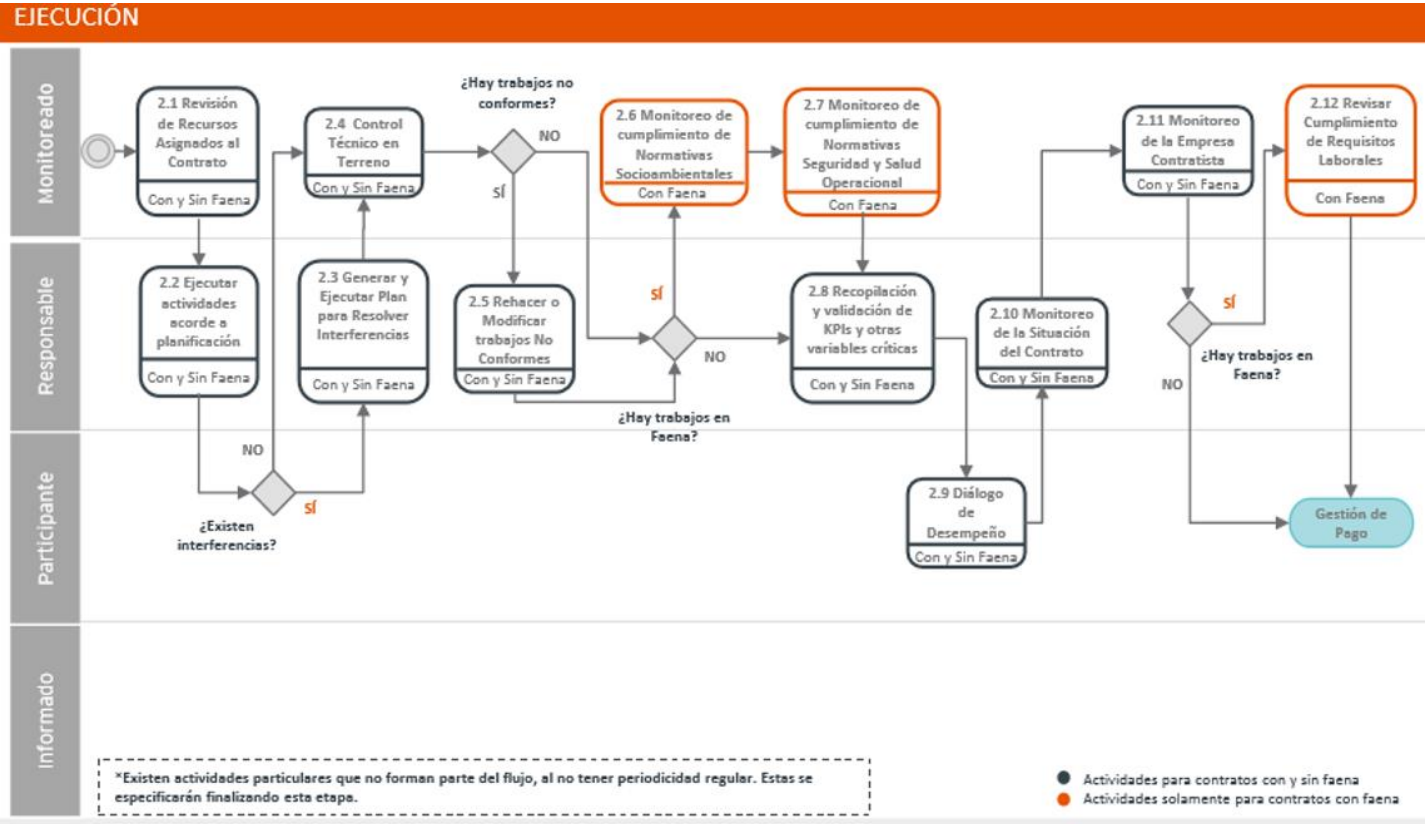 EJECUCIÓN
Monitoreado
2.1 Revisión
de Recursos
Asignados al
Contrato
Con y Sin Faena
2.4 Control
Técnico en
Terreno
Con y Sin Faena
¿Hay trabajos no
conformes?
NO
SÍ
2.6 Monitoreo de
cumplimiento de
Normativas
Socioambientales
Con Faena
2.7 Monitoreo de
cumplimiento de
Normativas
Seguridad y Salud
Operacional
Con Faena
2.11 Monitoreo
de la Empresa
Contratista
Con y Sin Faena
2.12 Revisar
Cumplimiento
de Requisitos
Laborales
Con Faena
Responsable
2.2 Ejecutar
actividades
acorde a
planificación
Con y Sin Faena
2.3 Generar y
Ejecutar Plan
para Resolver
Interferencias
Con y Sin Faena
2.5 Rehacer o
Modificar
trabajos No
Conformes
Con y Sin Faena
SÍ
NO
¿Hay trabajos en
Faena?
2.8 Recopilación
y validación de
KPIs y otras
variables críticas
Con y Sin Faena
2.10 Monitoreo
de la Situación
del Contrato
Con y Sin Faena
SÍ
¿Hay trabajos en
Faena?
NO
Participante
NO
SÍ
¿Existen
interferencias?
2.9 Diálogo
de
Desempeño
Con y Sin Faena
Gestión de
Pago
Informado
*Existen actividades particulares que no forman parte del flujo, al no tener periodicidad regular. Estas se
especificarán finalizando esta etapa.
Actividades para contratos con y sin faena
Actividades solamente para contratos con faena